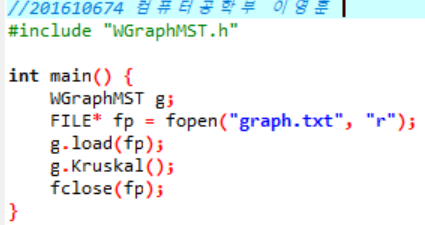 //201610674 컴퓨터공학부 이영훈
#include "WGraphMST.h"
int main() {
WGraphMST g;
FILE* fp = fopen("graph.txt", "r");
g.load(fp);
g.Kruskal();
fclose(fp);
}